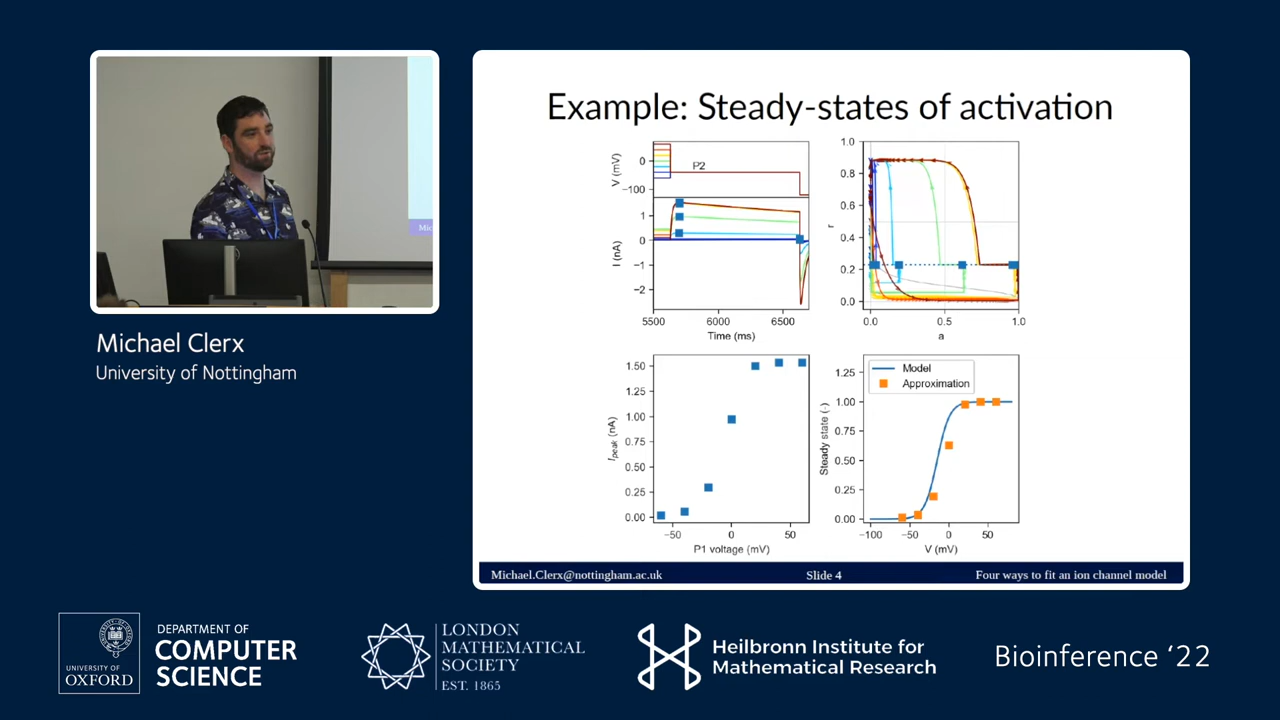 Mic
Michael Clerx
University of Nottingham
Example: Steady-states of activation
V (mV)
0
−100
P2
I (nA)
1
0
−1
−2
5500
6000
6500
Time (ms)
r
1.0
0.8
0.6
0.4
0.2
0.0
0.0
0.5
1.0
a
Ipeak (nA)
1.50
1.25
1.00
0.75
0.50
0.25
0.00
−50
0
50
P1 voltage (mV)
Model
Approximation
Steady state (-)
1.25
1.00
0.75
0.50
0.25
0.00
−100
−50
0
50
V (mV)
Michael.Clerx@nottingham.ac.uk
Slide 4
Four ways to fit an ion channel model
UNIVERSITY OF
OXFORD
DEPARTMENT OF
COMPUTER
SCIENCE
LONDON
MATHEMATICAL
SOCIETY
EST. 1865
Heilbronn Institute for
Mathematical Research
Bioinference ‘22